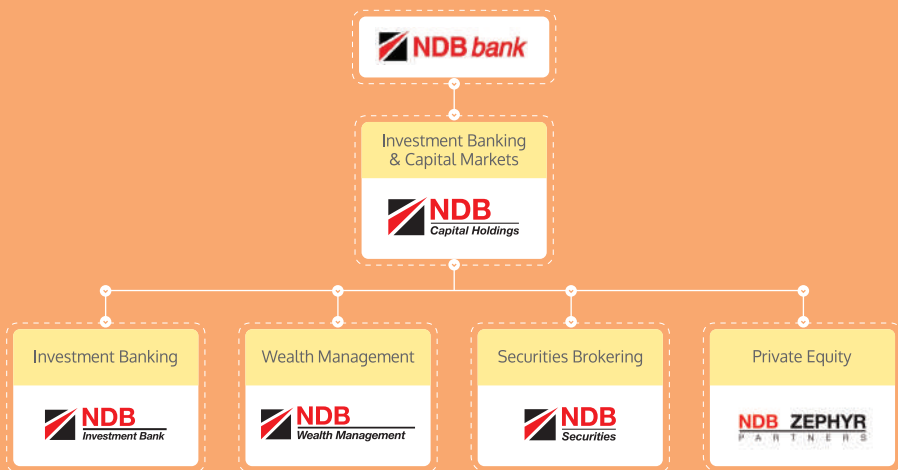 NDB bank
Investment Banking
& Capital Markets
NDB
Capital Holdings
Investment Banking
NDB
Investment Bank
Wealth Management
NDB
Wealth Management
Securities Brokering
NDB
Securities
Private Equity
NDB ZEPHYR
PARTNERS